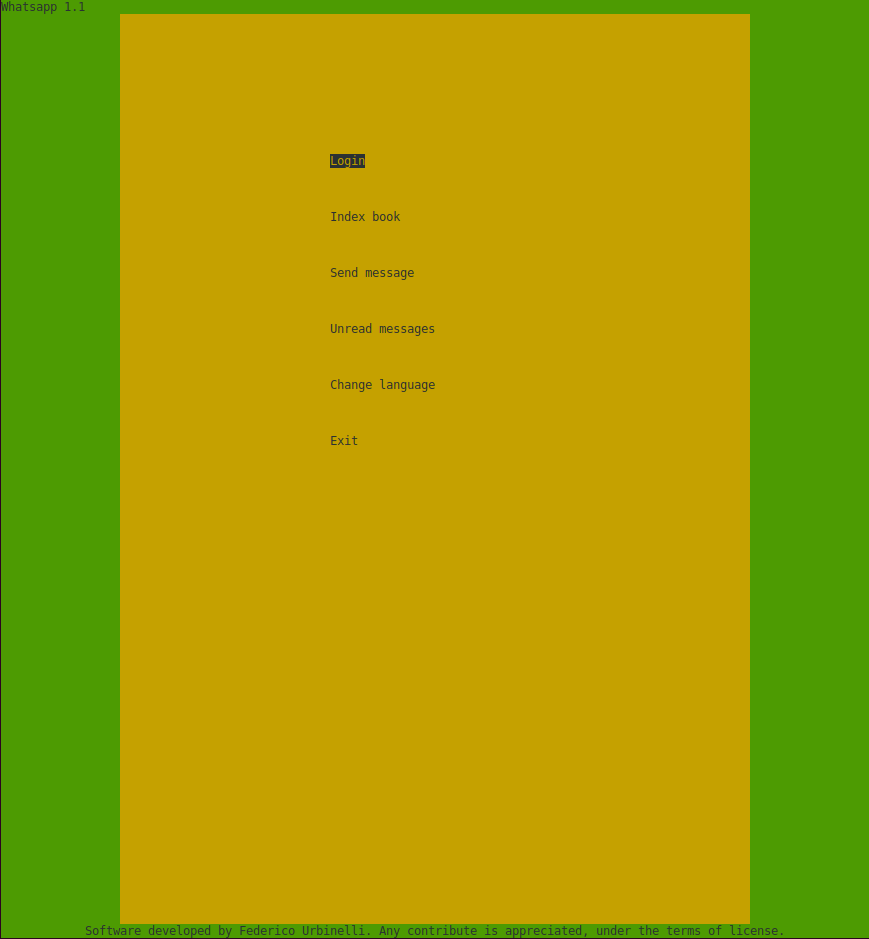 Whatsapp 1.1
Login
Index book
Send message
Unread messages
Change language
Exit
Software developed by Federico Urbinelli. Any contribute is appreciated, under the terms of license.